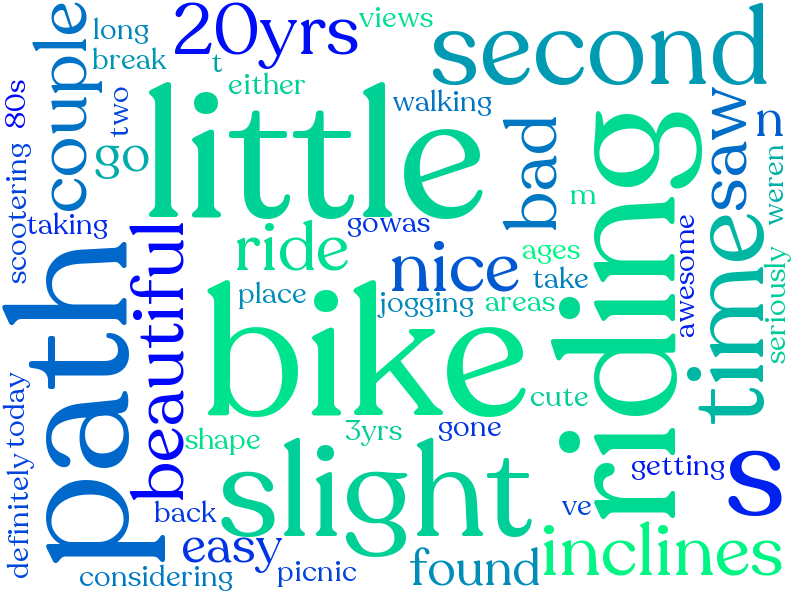 views
long
20yrs
couple
second
break
t
either
80s
two
walking
saw
n
little
go
bad
riding
scootering
weren
m
taking
gowas
time
path
beautiful
ride
nice
ages
awesome
seriously
take
place
jogging
areas
bike
cute
today
shape
3yrs
gone
slight
getting
s
definitely
back
ve
easy
inclines
found
considering
picnic